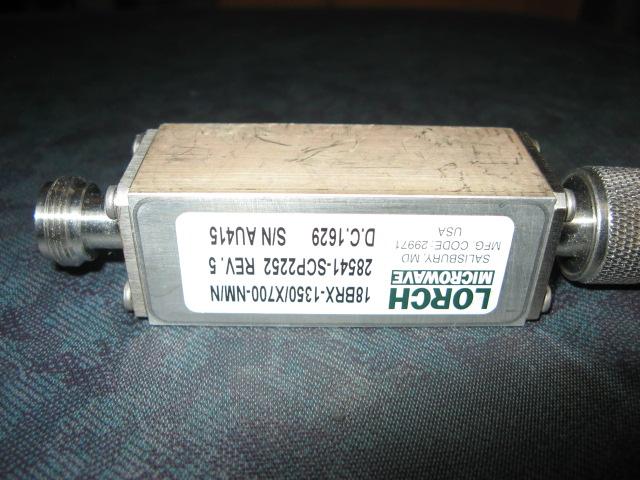 LORCH
MICROWAVE
SALISBURY, MD
MFG. CODE-29971
USA
18BRX-1350/X700-NM/N
28541-SCP2252 REV. 5
D.C.1629 S/N AU415